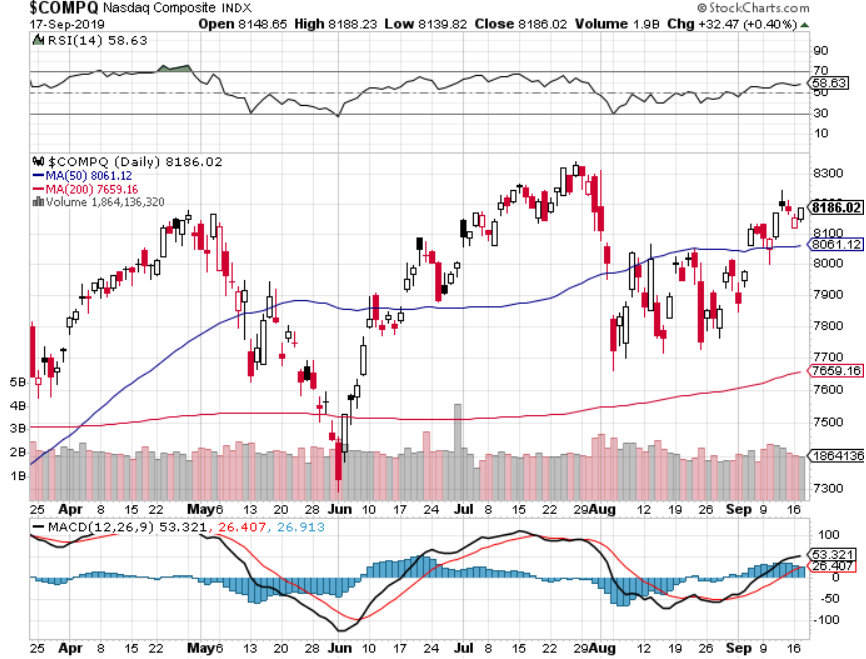 $COMPQ Nasdaq Composite INDX © StockCharts.com
17-Sep-2019 Open 8148.65 High 8188.23 Low 8139.82 Close 8186.02 Volume 1.9B Chg +32.47 (+0.40%)
RSI(14) 58.63
90
70
58.63
50
30
10
$COMPQ (Daily) 8186.02
MA(50) 8061.12
MA(200) 7659.16
Volume 1,864,136,320
8300
8186.02
8100
8061.12
8000
7900
7800
7700
7659.16
7600
7500
7300
5B
4B
3B
2B
1B
1864136
25 Apr 8 15 22 May 6 13 20 28 Jun 10 17 24 Jul 8 15 22 29 Aug 12 19 26 Sep 9 16
MACD(12,26,9) 53.321, 26.407, 26.913
100
53.321
26.407
0
-50
-100
25 Apr 8 15 22 May 6 13 20 28 Jun 10 17 24 Jul 8 15 22 29 Aug 12 19 26 Sep 9 16